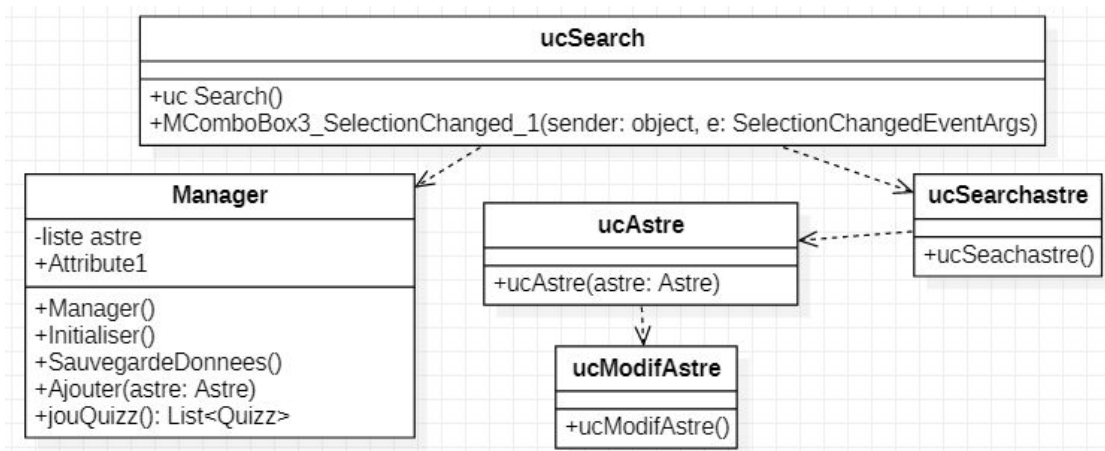 ucSearch
+uc Search()
+MComboBox3_SelectionChanged_1(sender: object, e: SelectionChangedEventArgs)
Manager
-liste astre
+Attribute1
+Manager()
+Initialiser()
+SauvegardeDonnees()
+Ajouter(astre: Astre)
+jouQuizz(): List<Quizz>
ucAstre
+ucAstre(astre: Astre)
ucSearchastre
+ucSeachastre()
ucModifAstre
+ucModifAstre()